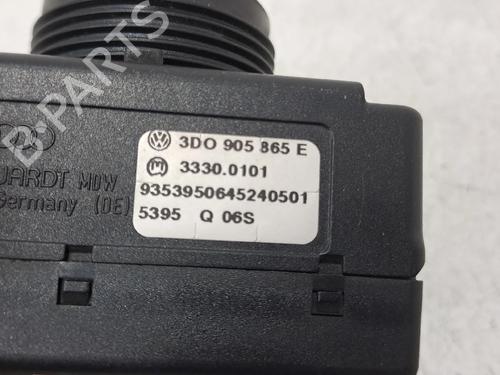 B-PARTS
3D0 905 865 E
3330.0101
9353950645240501
5395 Q 06S
UARDT MDW
Germany (DE)